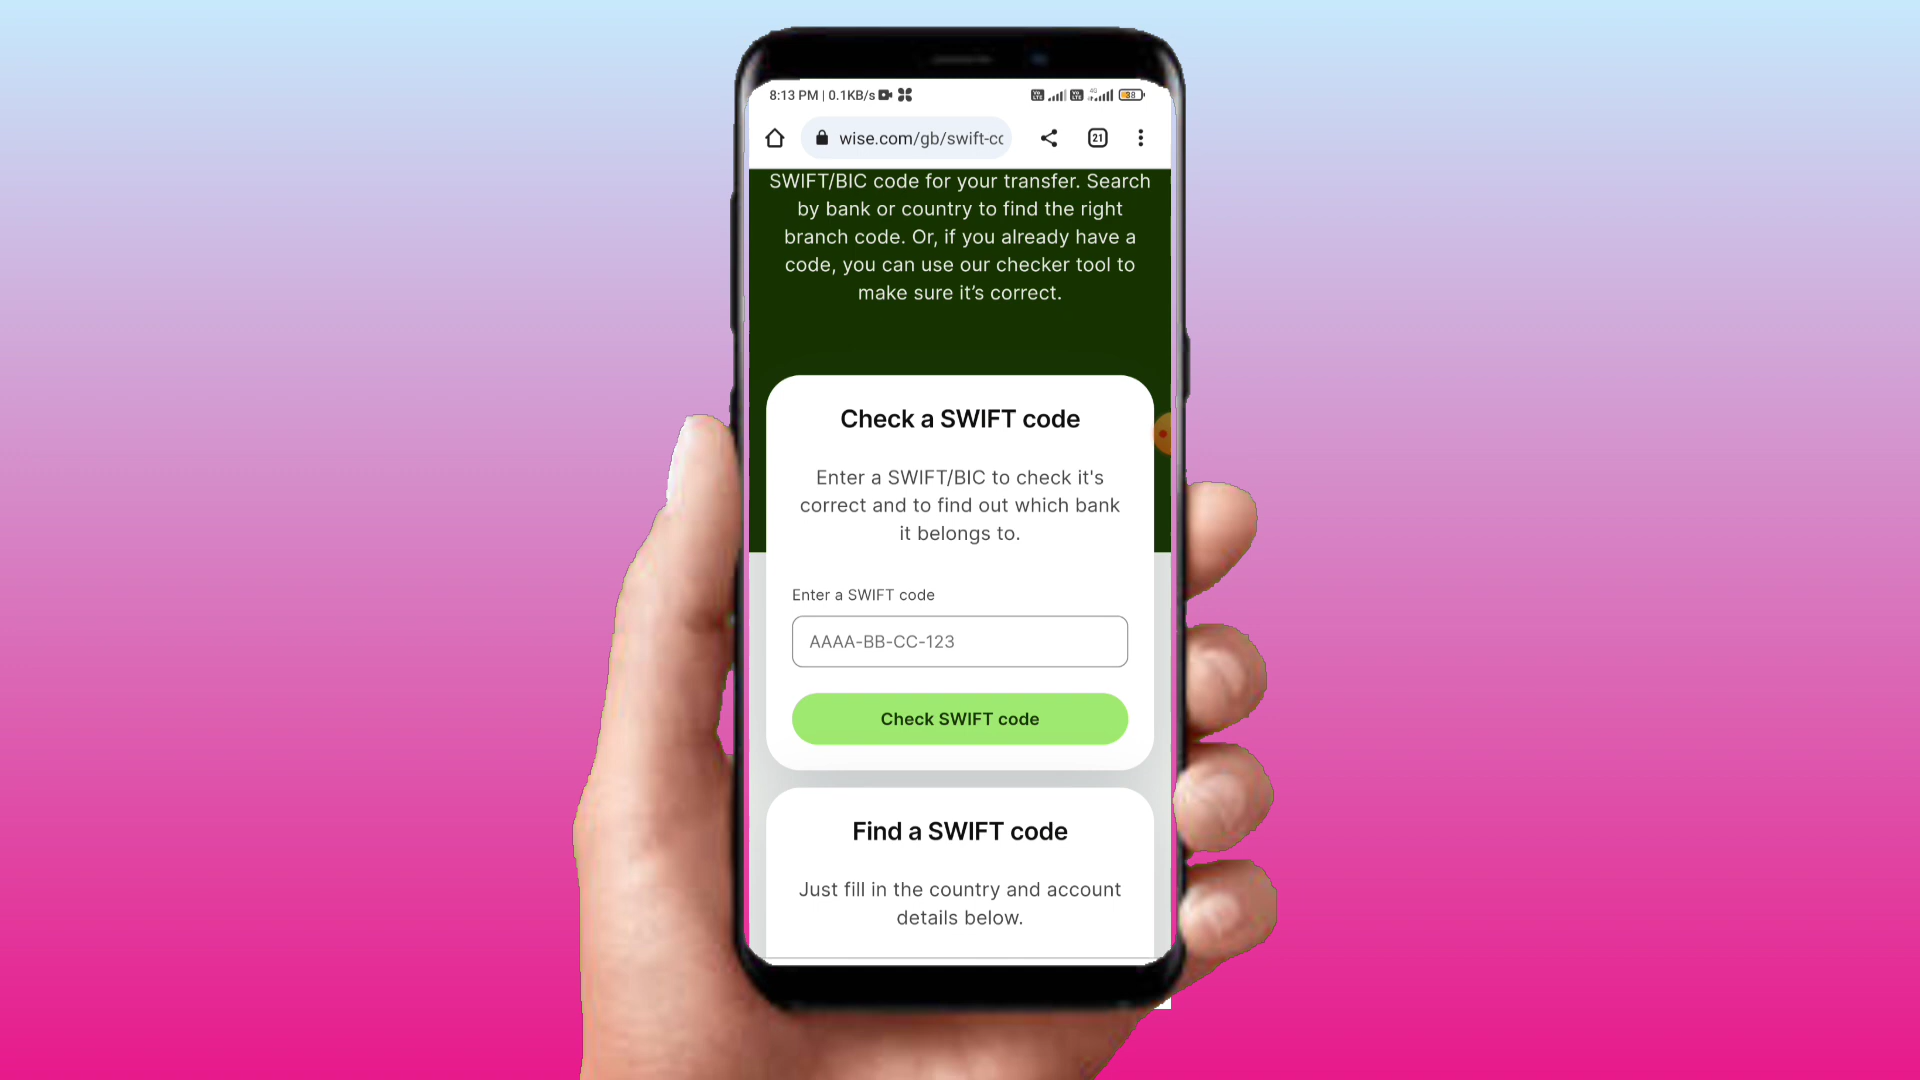 8:13 PM | 0.1KB/s 38
wise.com/gb/swift-cc 21
SWIFT/BIC code for your transfer. Search
by bank or country to find the right
branch code. Or, if you already have a
code, you can use our checker tool to
make sure it’s correct.
Check a SWIFT code
Enter a SWIFT/BIC to check it's
correct and to find out which bank
it belongs to.
Enter a SWIFT code
AAAA-BB-CC-123
Check SWIFT code
Find a SWIFT code
Just fill in the country and account
details below.